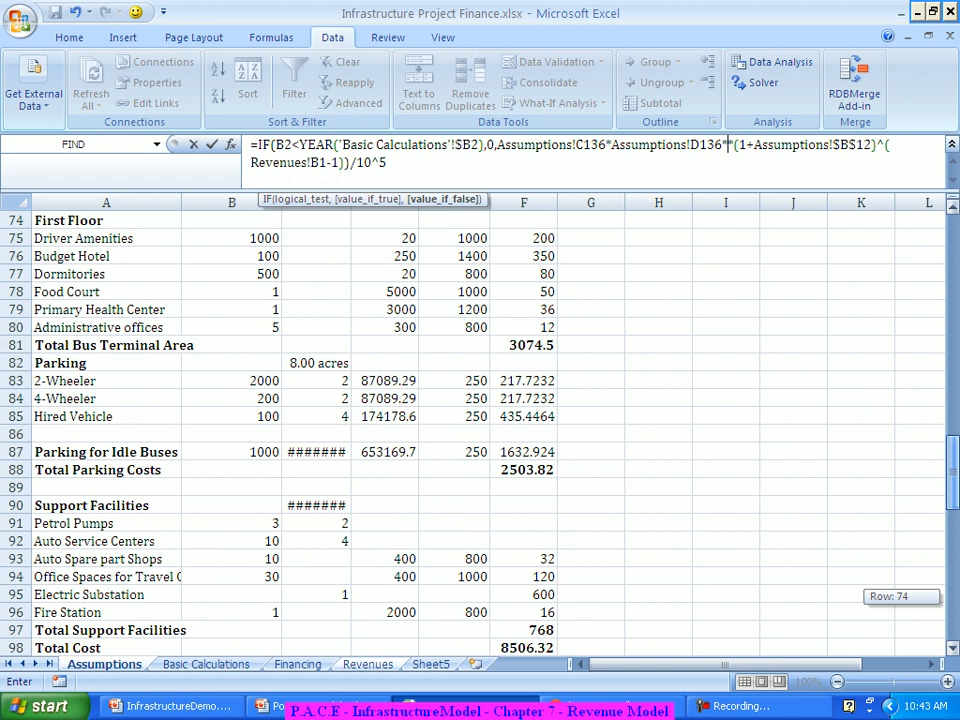 Infrastructure Project Finance.xlsx - Microsoft Excel
Home Insert Page Layout Formulas Data Review View
Get External Data
Refresh All
Connections
Properties
Edit Links
Connections
Sort
Filter
Clear
Reapply
Advanced
Sort & Filter
Text to Columns
Remove Duplicates
Data Validation
Consolidate
What-If Analysis
Data Tools
Group
Ungroup
Subtotal
Outline
Data Analysis
Solver
Analysis
RDBMerge Add-in
Merge
FIND
=IF(B2<YEAR('Basic Calculations'!$B2),0,Assumptions!C136*Assumptions!D136**(1+Assumptions!$B$12)^(
Revenues!B1-1))/10^5
IF(logical_test, [value_if_true], [value_if_false])
A B F G H I J K L
74 First Floor
75 Driver Amenities 1000 20 1000 200
76 Budget Hotel 100 250 1400 350
77 Dormitories 500 20 800 80
78 Food Court 1 5000 1000 50
79 Primary Health Center 1 3000 1200 36
80 Administrative offices 5 300 800 12
81 Total Bus Terminal Area 3074.5
82 Parking 8.00 acres
83 2-Wheeler 2000 2 87089.29 250 217.7232
84 4-Wheeler 200 2 87089.29 250 217.7232
85 Hired Vehicle 100 4 174178.6 250 435.4464
86
87 Parking for Idle Buses 1000 ####### 653169.7 250 1632.924
88 Total Parking Costs 2503.82
89
90 Support Facilities #######
91 Petrol Pumps 3 2
92 Auto Service Centers 10 4
93 Auto Spare part Shops 10 400 800 32
94 Office Spaces for Travel 30 400 1000 120
95 Electric Substation 1 600
96 Fire Station 1 2000 800 16
97 Total Support Facilities 768
98 Total Cost 8506.32
Row: 74
Assumptions Basic Calculations Financing Revenues Sheet5
Enter 100%
start InfrastructureDemo.... Po Recording... 10:43 AM
P.A.C.E - InfrastructureModel - Chapter 7 - Revenue Model